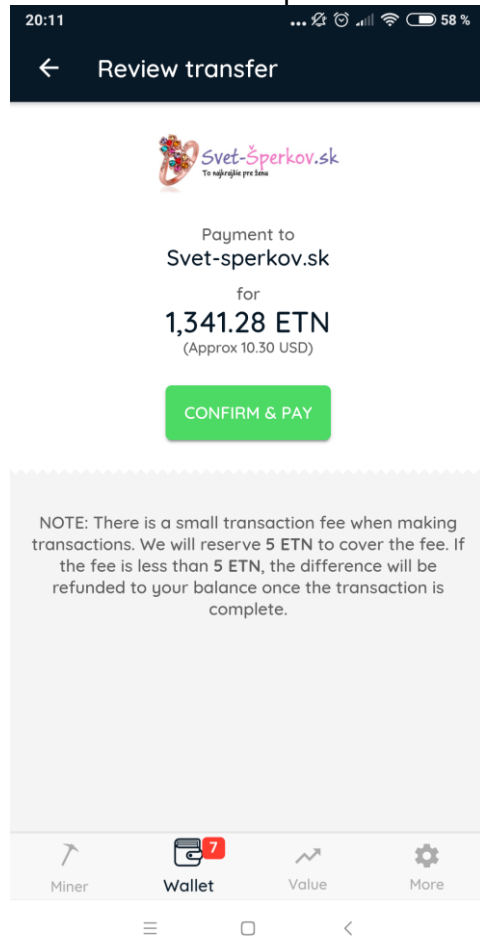 20:11
... 58 %
Review transfer
Svet-Šperkov.sk
To najkrajšie pre ženu
Payment to
Svet-sperkov.sk
for
1,341.28 ETN
(Approx 10.30 USD)
CONFIRM & PAY
NOTE: There is a small transaction fee when making
transactions. We will reserve 5 ETN to cover the fee. If
the fee is less than 5 ETN, the difference will be
refunded to your balance once the transaction is
complete.
7
Miner Wallet Value More